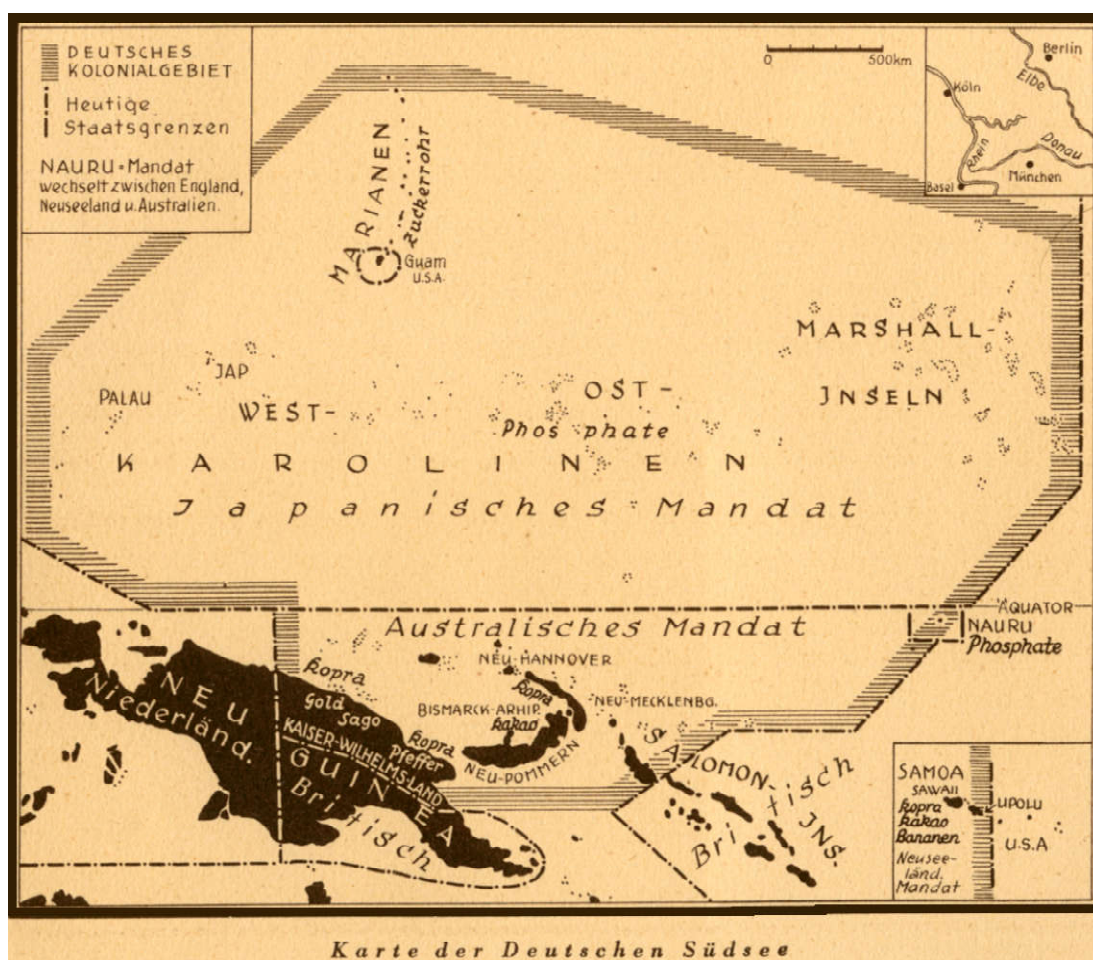 DEUTSCHES
KOLONIALGEBIET
Heutige
Staatsgrenzen
NAURU-Mandat
wechselt zwischen England,
Neuseeland u. Australien.
0 500km
Berlin
Elbe
Köln
Rhein
Donau
München
Basel
MARIANEN
Zuckerrohr
Guam
U.S.A.
MARSHALL-
JNSELN
JAP
PALAU
WEST-
OST-
Phosphate
KAROLINEN
Japanisches Mandat
ÄQUATOR
NAURU
Phosphate
Australisches Mandat
NEU-HANNOVER
kopra
NEU-MECKLENBG.
BISMARCK-ARHIP.
kakao
NEU-POMMERN
kopra
Gold
Sago
kopra
Pfeffer
KAISER-WILHELMS-LAND
NEU
GUINEA
Niederländ.
Britisch
SALOMON-
JNS-
Britisch
SAMOA
SAWAII
kopra
kakao
Bananen
UPOLU
U.S.A
Neusee-
länd.
Mandat
Karte der Deutschen Südsee